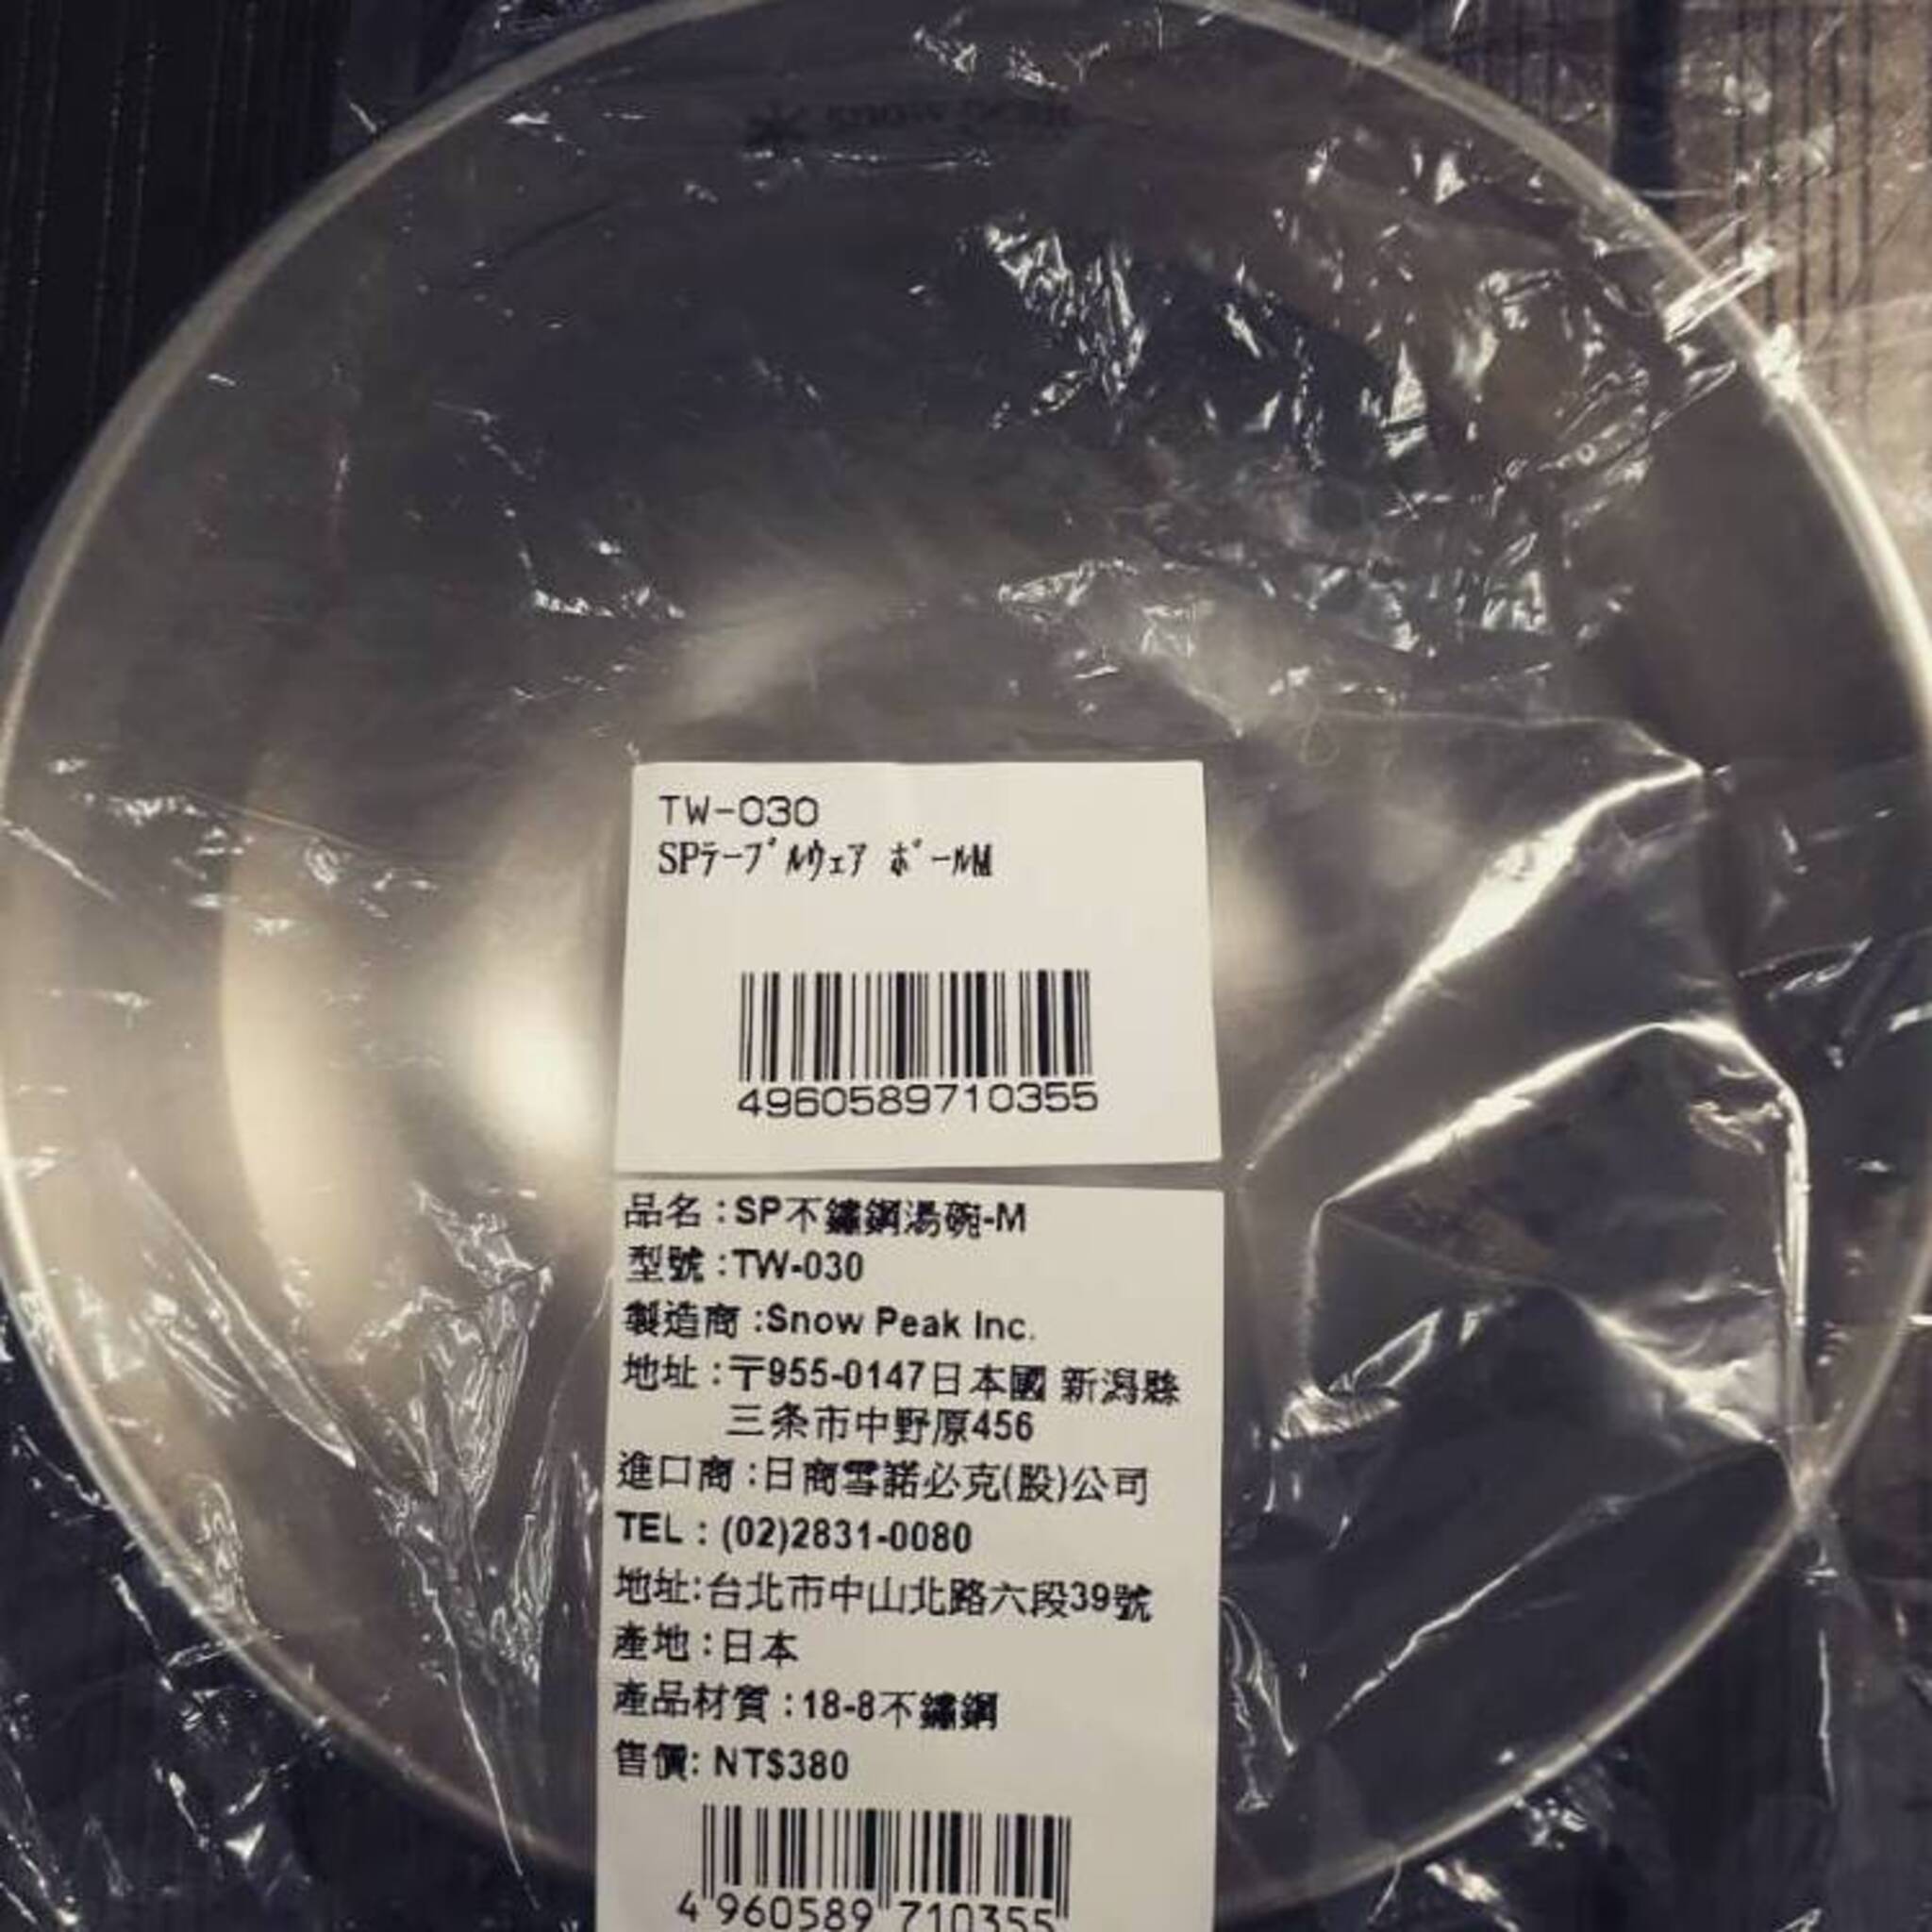 snow peak
TW-030
SPテーブルウェア ボールM
4960589710355
品名:SP不鏽鋼湯碗-M
型號:TW-030
製造商:Snow Peak Inc.
地址:〒955-0147日本國 新潟縣
三条市中野原456
進口商:日商雪諾必克(股)公司
TEL: (02)2831-0080
地址:台北市中山北路六段39號
產地:日本
產品材質:18-8不鏽鋼
售價: NT$380
4 960589 710355